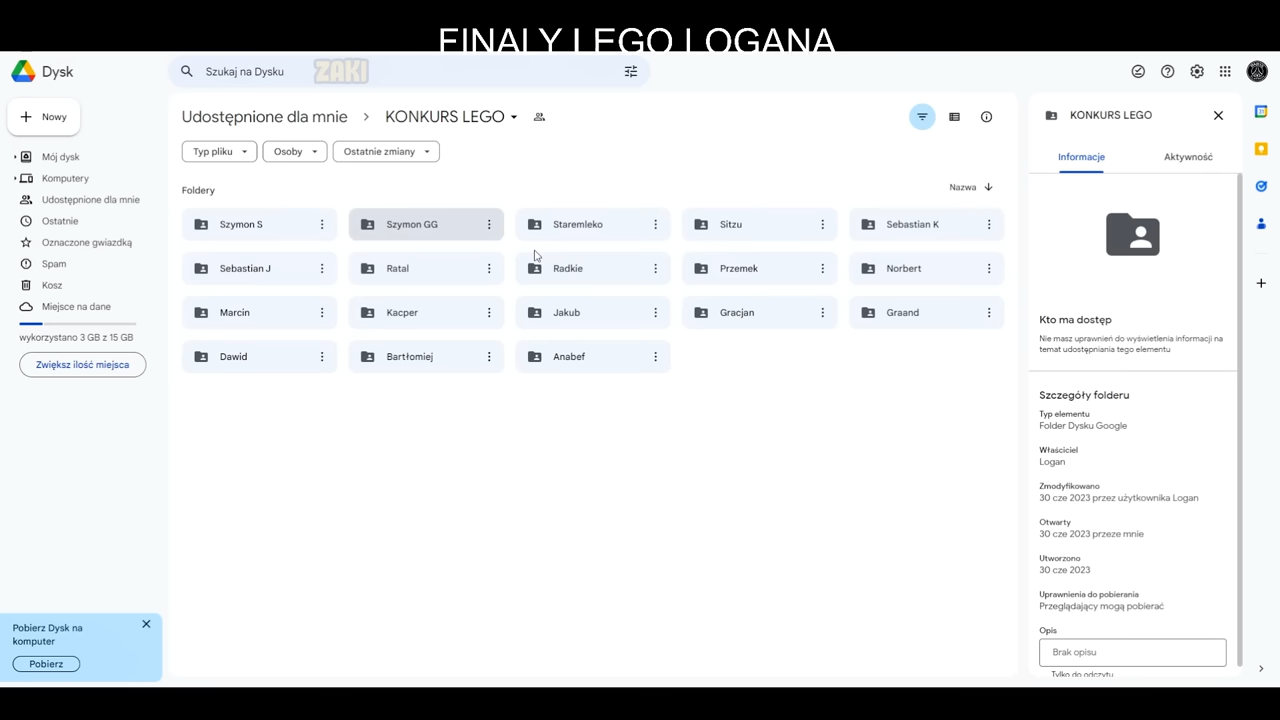 FINAŁY LEGO LOGANA
Dysk
Szukaj na Dysku
ZAKI
Nowy
Mój dysk
Komputery
Udostępnione dla mnie
Ostatnie
Oznaczone gwiazdką
Spam
Kosz
Miejsce na dane
wykorzystano 3 GB z 15 GB
Zwiększ ilość miejsca
Pobierz Dysk na
komputer
Pobierz
Udostępnione dla mnie > KONKURS LEGO
Typ pliku Osoby Ostatnie zmiany
Foldery Nazwa
Szymon S Szymon GG Staremleko Sitzu Sebastian K
Sebastian J Ratal Radkie Przemek Norbert
Marcin Kacper Jakub Gracjan Graand
Dawid Bartłomiej Anabef
KONKURS LEGO
Informacje Aktywność
Kto ma dostęp
Nie masz uprawnień do wyświetlenia informacji na
temat udostępniania tego elementu
Szczegóły folderu
Typ elementu
Folder Dysku Google
Właściciel
Logan
Zmodyfikowano
30 cze 2023 przez użytkownika Logan
Otwarty
30 cze 2023 przeze mnie
Utworzono
30 cze 2023
Uprawnienia do pobierania
Przeglądający mogą pobierać
Opis
Brak opisu
Tylko do odczytu